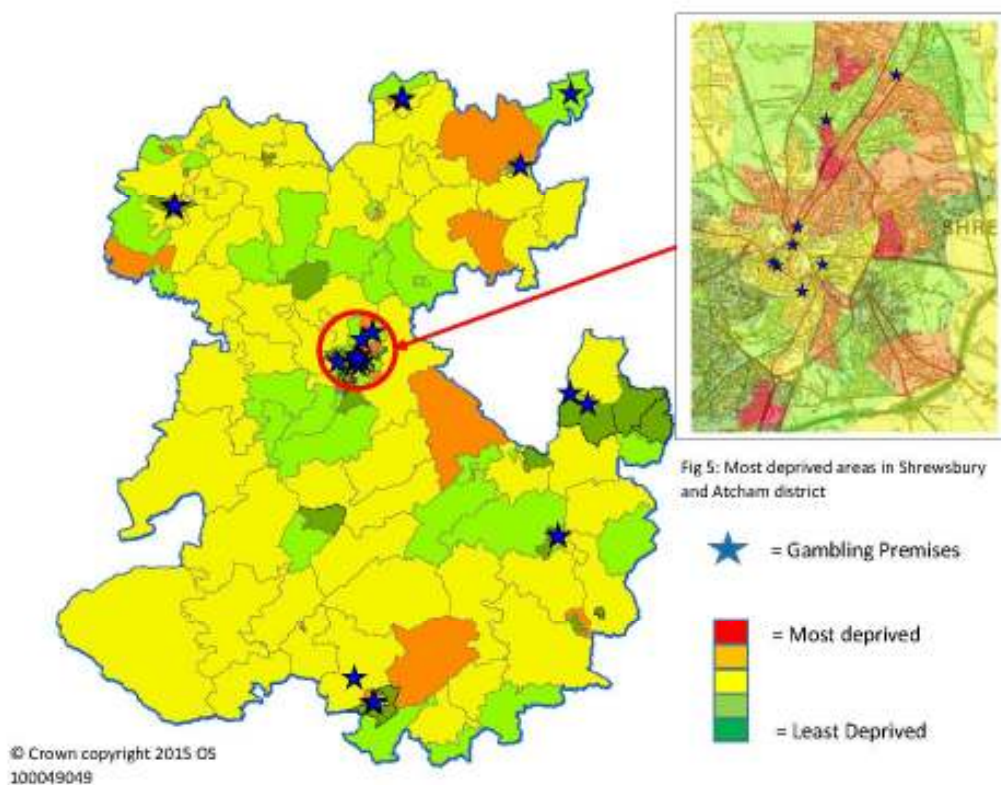 SHRE
Fig 5: Most deprived areas in Shrewsbury
and Atcham district
= Gambling Premises
= Most deprived
= Least Deprived
© Crown copyright 2015 OS
100049049